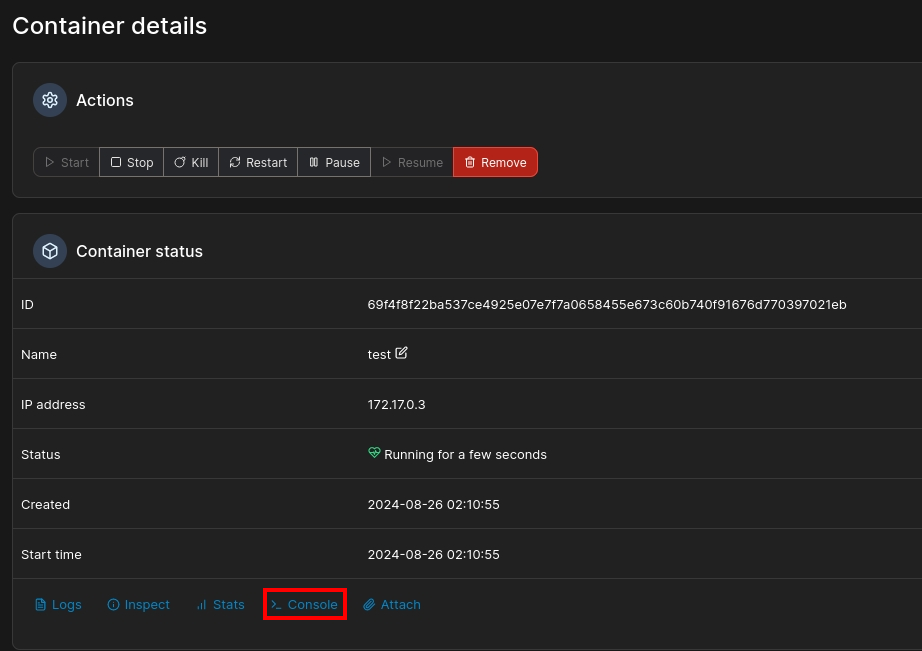 Container details
Actions
Start Stop Kill Restart Pause Resume Remove
Container status
ID 69f4f8f22ba537ce4925e07e7f7a0658455e673c60b740f91676d770397021eb
Name test
IP address 172.17.0.3
Status Running for a few seconds
Created 2024-08-26 02:10:55
Start time 2024-08-26 02:10:55
Logs Inspect Stats Console Attach